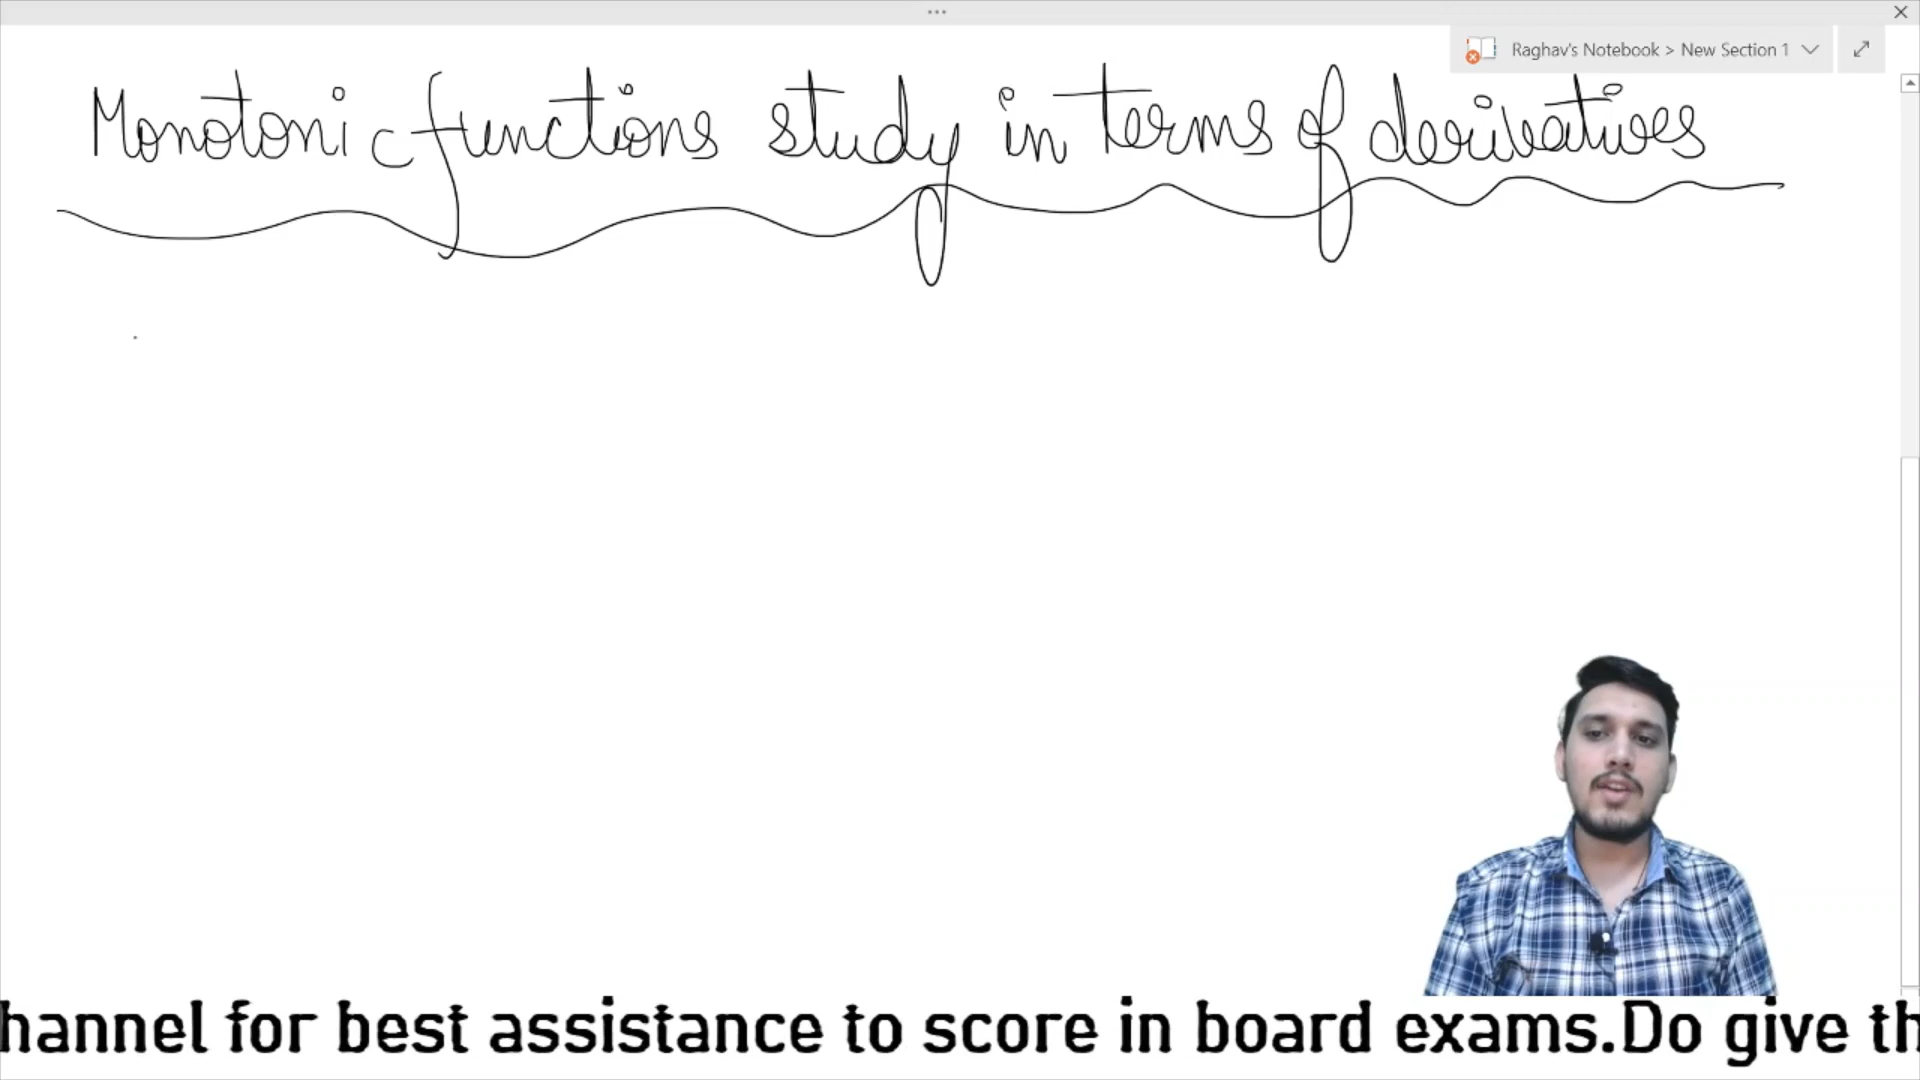 ...
Raghav's Notebook > New Section 1
Monotonic functions study in terms of derivatives
hannel for best assistance to score in board exams.Do give th